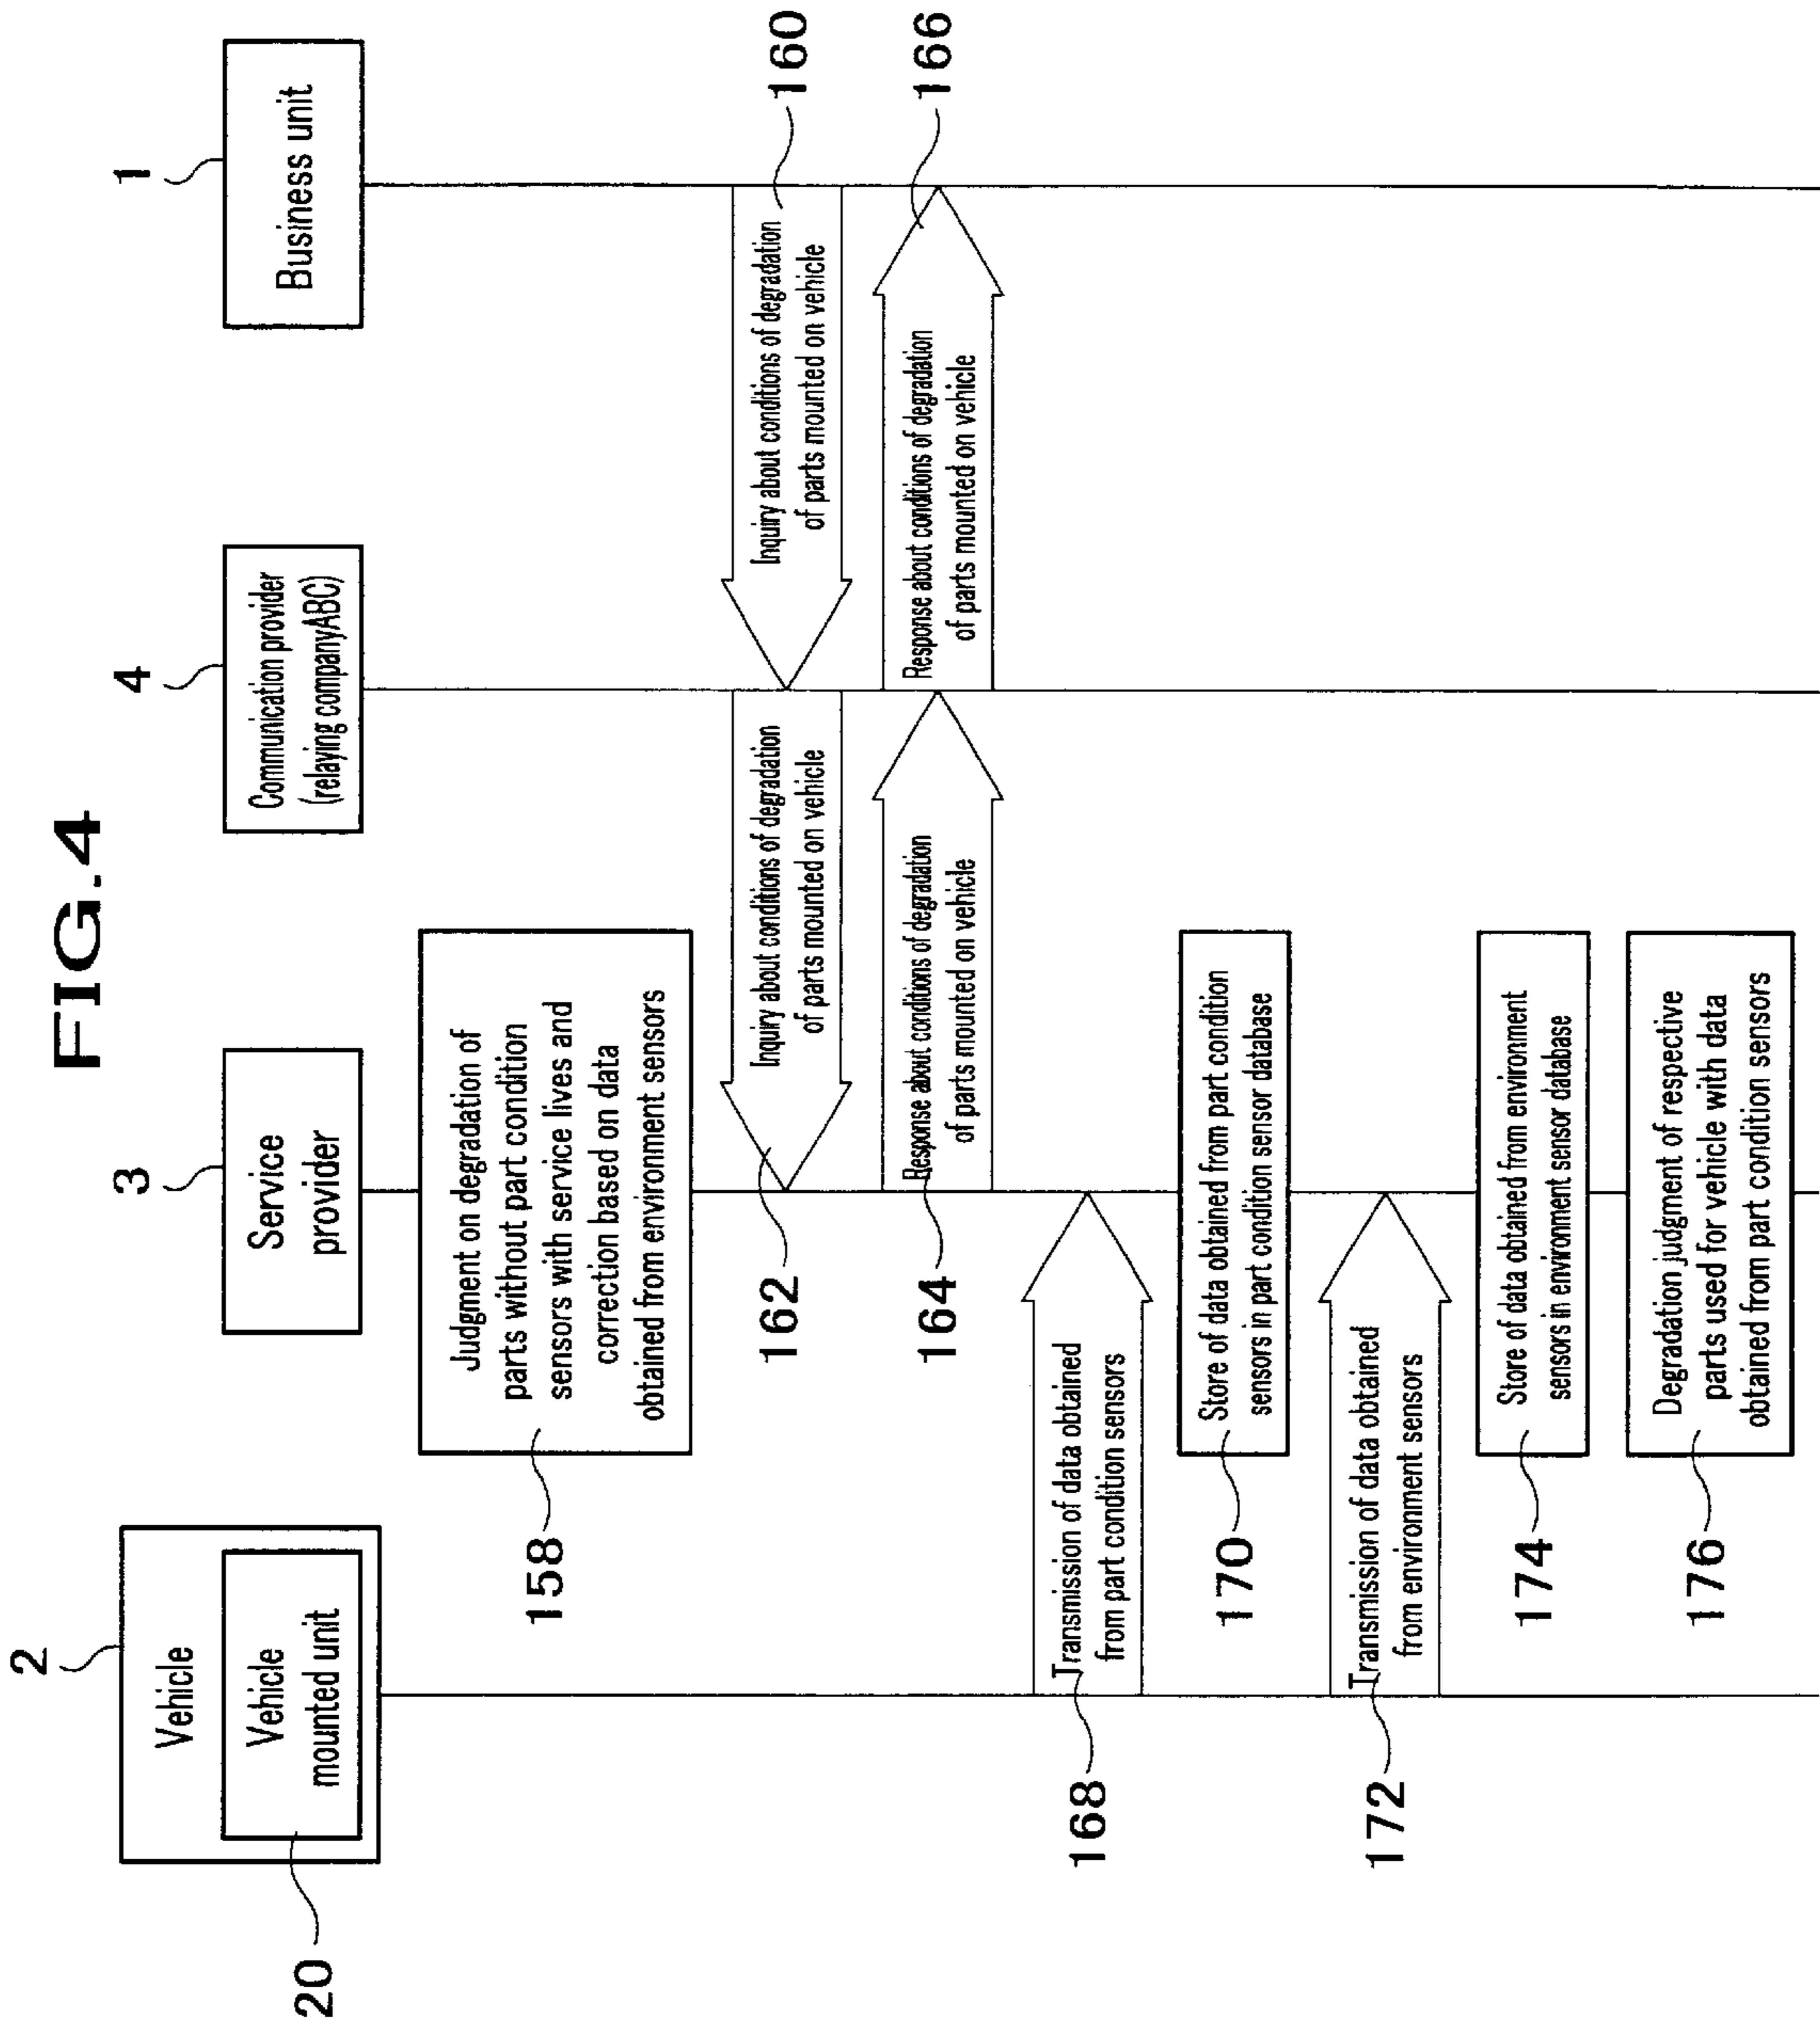 FIG.4
2
Vehicle
Vehicle
mounted unit
20
3
Service
provider
4
Communication provider
(relaying companyABC)
1
Business unit
Judgment on degradation of
parts without part condition
sensors with service lives and
correction based on data
obtained from environment sensors
158
Inquiry about conditions of degradation
of parts mounted on vehicle
160
Inquiry about conditions of degradation
of parts mounted on vehicle
162
Response about conditions of degradation
of parts mounted on vehicle
164
Response about conditions of degradation
of parts mounted on vehicle
166
Transmission of data obtained
from part condition sensors
168
Store of data obtained from part condition
sensors in part condition sensor database
170
Transmission of data obtained
from environment sensors
172
Store of data obtained from environment
sensors in environment sensor database
174
Degradation judgment of respective
parts used for vehicle with data
obtained from part condition sensors
176